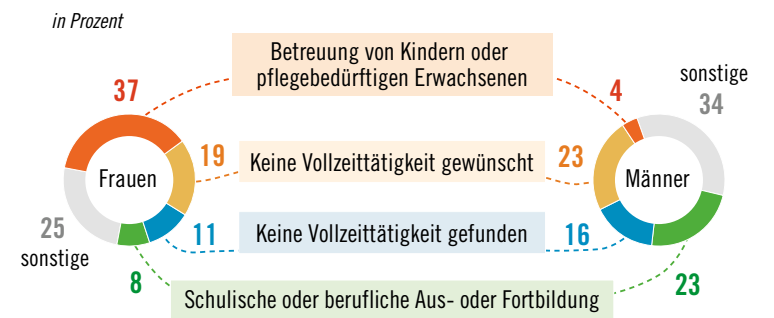 in Prozent
Betreuung von Kindern oder
pflegebedürftigen Erwachsenen
37
4
sonstige
34
Frauen
19
Keine Vollzeittätigkeit gewünscht
23
Männer
25
sonstige
11
Keine Vollzeittätigkeit gefunden
16
8
Schulische oder berufliche Aus- oder Fortbildung
23